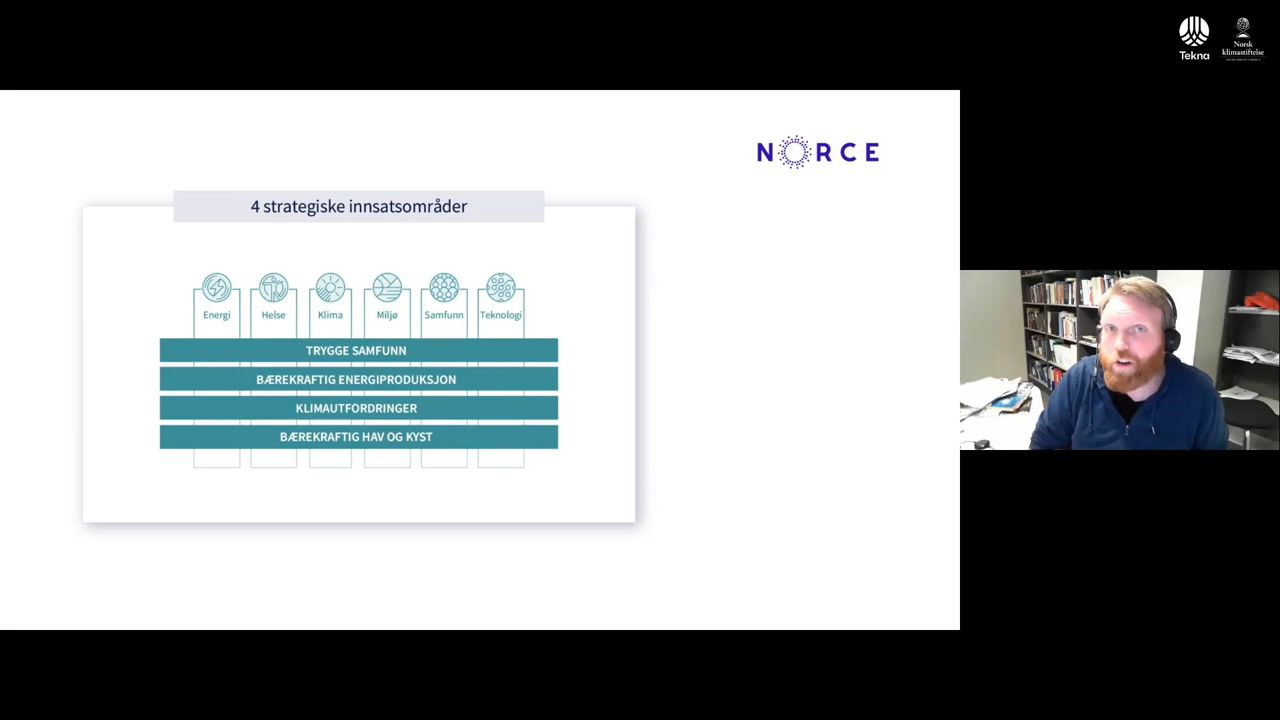 Tekna
Norsk
klimastiftelse
NORCE
4 strategiske innsatsområder
Energi
Helse
Klima
Miljø
Samfunn
Teknologi
TRYGGE SAMFUNN
BÆREKRAFTIG ENERGIPRODUKSJON
KLIMAUTFORDRINGER
BÆREKRAFTIG HAV OG KYST